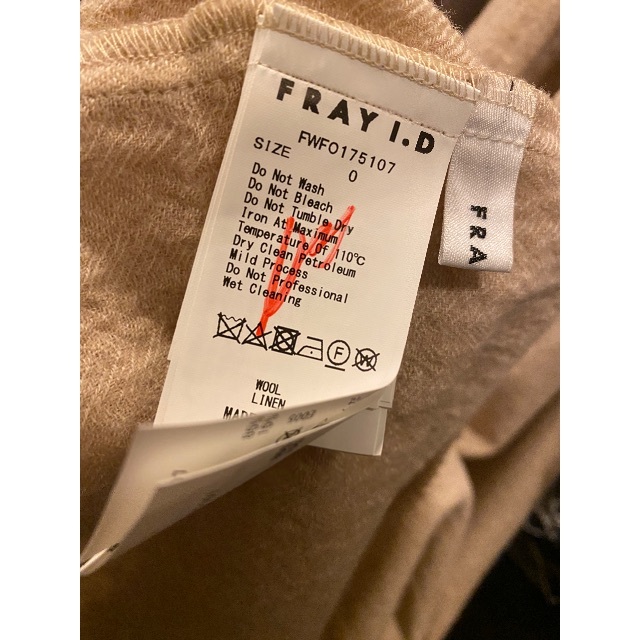 FRAY I.D
FWFO175107
SIZE 0
Do Not Wash
Do Not Bleach
Do Not Tumble Dry
Iron At Maximum
Temperature Of 110℃
Dry Clean Petroleum
Mild Process
Do Not Professional
Wet Cleaning
F
W
WOOL
LINEN
FRA